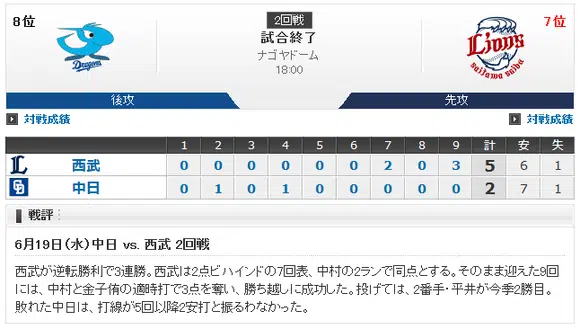 8位
2回戦
試合終了
ナゴヤドーム
18:00
7位
Dragons
Lions
saitama seibu
後攻
先攻
対戦成績
対戦成績
1 2 3 4 5 6 7 8 9 計 安 失
L 西武 0 0 0 0 0 0 2 0 3 5 6 1
CD 中日 0 1 0 1 0 0 0 0 0 2 7 1
戦評
6月19日(水)中日 vs. 西武 2回戦
西武が逆転勝利で3連勝。西武は2点ビハインドの7回表、中村の2ランで同点とする。そのまま迎えた9回
には、中村と金子侑の適時打で3点を奪い、勝ち越しに成功した。投げては、2番手・平井が今季2勝目。
敗れた中日は、打線が5回以降2安打と振るわなかった。